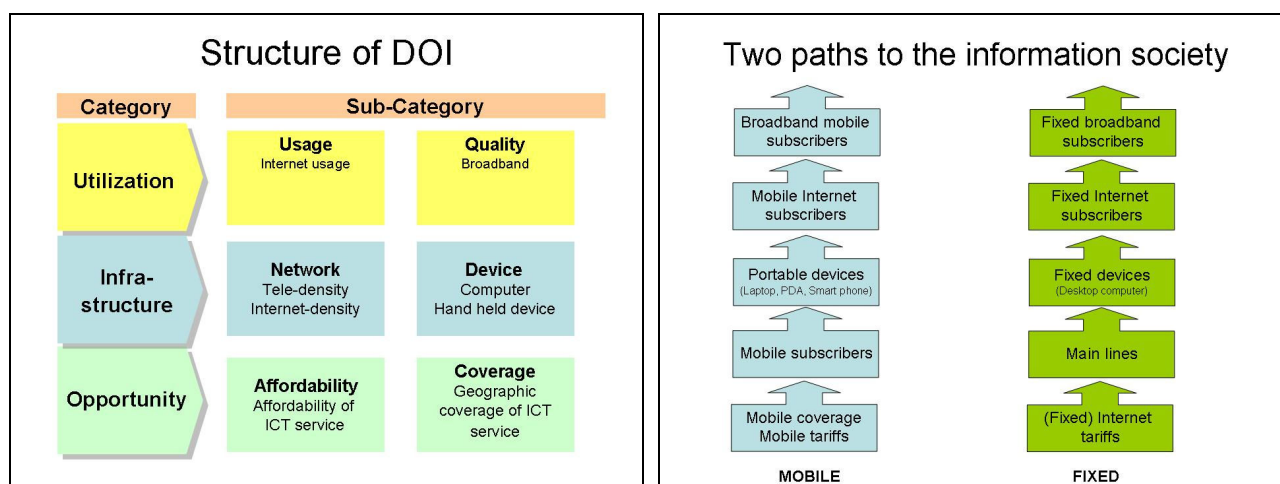 Structure of DOI
Category
Sub-Category
Utilization
Usage
Internet usage
Quality
Broadband
Infra-
structure
Network
Tele-density
Internet-density
Device
Computer
Hand held device
Opportunity
Affordability
Affordability of
ICT service
Coverage
Geographic
coverage of ICT
service
Two paths to the information society
Broadband mobile
subscribers
Mobile Internet
subscribers
Portable devices
(Laptop, PDA, Smart phone)
Mobile subscribers
Mobile coverage
Mobile tariffs
MOBILE
Fixed broadband
subscribers
Fixed Internet
subscribers
Fixed devices
(Desktop computer)
Main lines
(Fixed) Internet
tariffs
FIXED